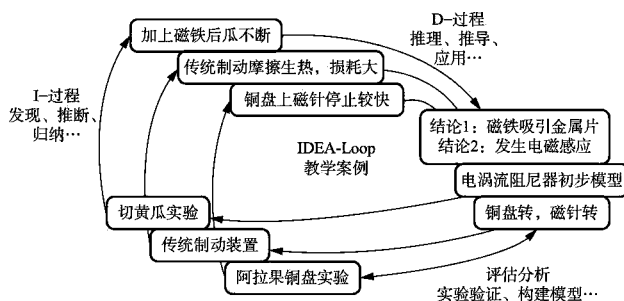 加上磁铁后瓜不断
D-过程
推理、推导、
应用…
传统制动摩擦生热，损耗大
I-过程
发现、推断、
归纳…
铜盘上磁针停止较快
结论1：磁铁吸引金属片
结论2：发生电磁感应
IDEA-Loop
教学案例
电涡流阻尼器初步模型
切黄瓜实验
铜盘转，磁针转
传统制动装置
阿拉果铜盘实验
评估分析
实验验证、构建模型…